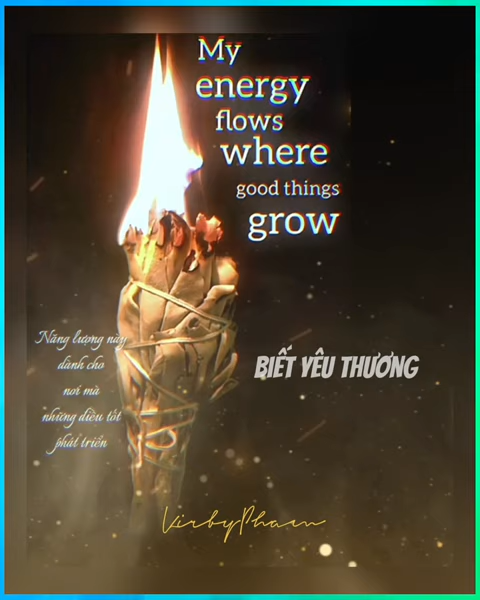 My
energy
flows
where
good things
grow
Năng lượng này
dành cho
nơi mà
những điều tốt
phát triển
BIẾT YÊU THƯƠNG
KirbyPham